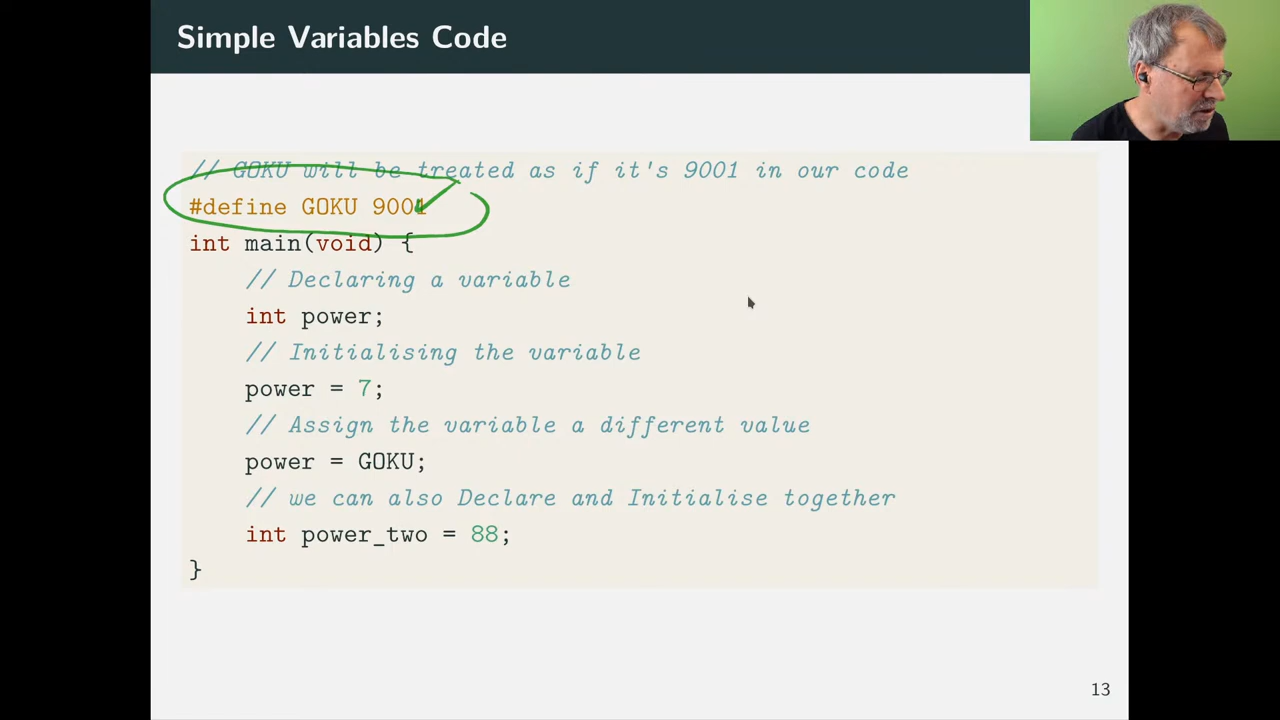 Simple Variables Code
// GOKU will be treated as if it's 9001 in our code
#define GOKU 9001
int main(void) {
// Declaring a variable
int power;
// Initialising the variable
power = 7;
// Assign the variable a different value
power = GOKU;
// we can also Declare and Initialise together
int power_two = 88;
}
13